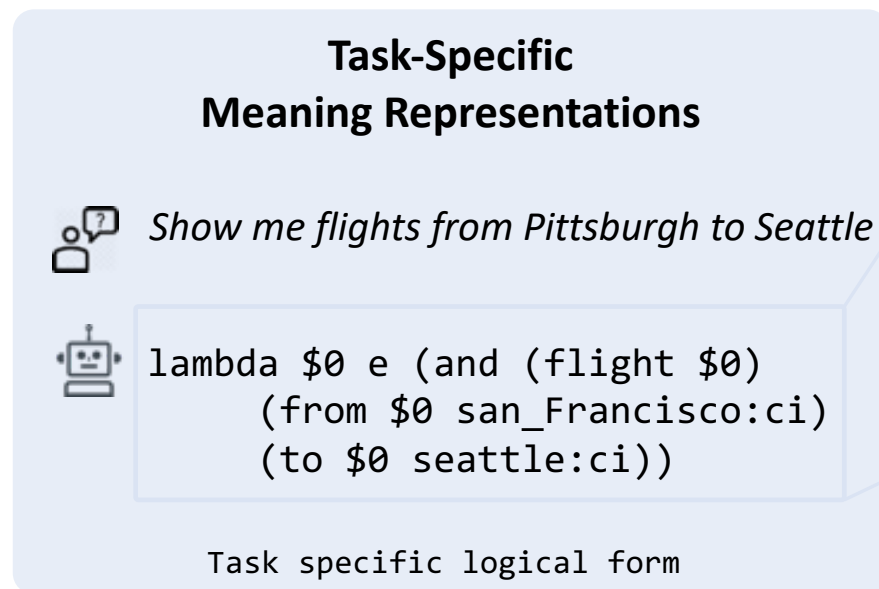 Task-Specific
Meaning Representations
?
Show me flights from Pittsburgh to Seattle
lambda $0 e (and (flight $0)
(from $0 san_Francisco:ci)
(to $0 seattle:ci))
Task specific logical form